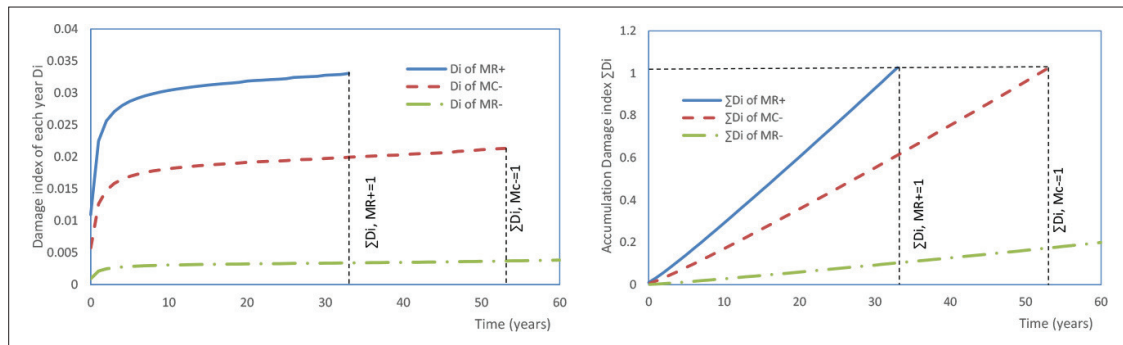 Damage index of each year Di
0.04
0.035
0.03
0.025
0.02
0.015
0.01
0.005
0
Di of MR+
Di of MC-
Di of MR-
∑Di, MR+=1
∑Di, Mc-=1
0 10 20 30 40 50 60
Time (years)
Accumulation Damage index ∑Di
1.2
1
0.8
0.6
0.4
0.2
0
∑Di of MR+
∑Di of MC-
∑Di of MR-
∑Di, MR+=1
∑Di, Mc-=1
0 10 20 30 40 50 60
Time (years)